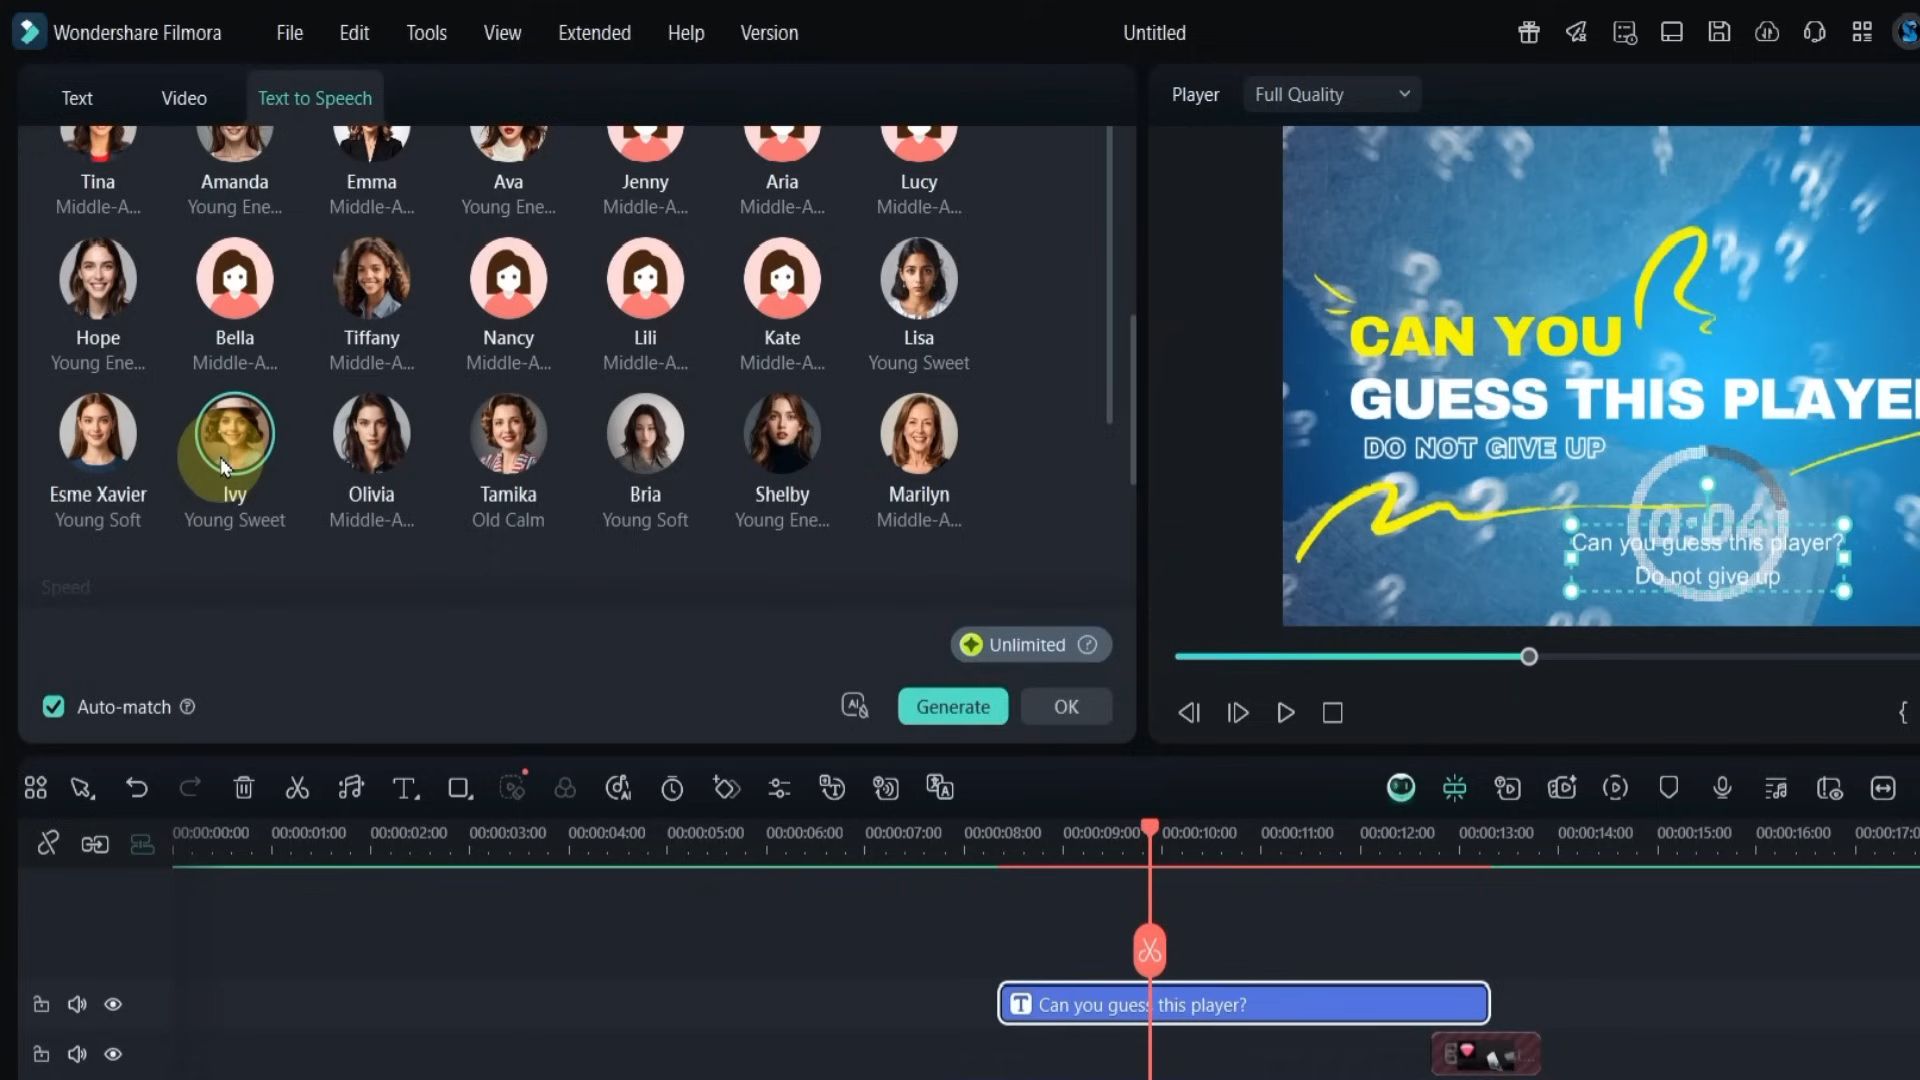 Wondershare Filmora File Edit Tools View Extended Help Version Untitled
Text Video Text to Speech
Player Full Quality
Tina Amanda Emma Ava Jenny Aria Lucy
Middle-A... Young Ene... Middle-A... Young Ene... Middle-A... Middle-A... Middle-A...
Hope Bella Tiffany Nancy Lili Kate Lisa
Young Ene... Middle-A... Middle-A... Middle-A... Middle-A... Middle-A... Young Sweet
Esme Xavier Ivy Olivia Tamika Bria Shelby Marilyn
Young Soft Young Sweet Middle-A... Old Calm Young Soft Young Ene... Middle-A...
Speed
Unlimited
Auto-match
AI
Generate OK
CAN YOU
GUESS THIS PLAYER
DO NOT GIVE UP
0:04
Can you guess this player?
Do not give up
{
00:00:00:00 00:00:01:00 00:00:02:00 00:00:03:00 00:00:04:00 00:00:05:00 00:00:06:00 00:00:07:00 00:00:08:00 00:00:09:00 00:00:10:00 00:00:11:00 00:00:12:00 00:00:13:00 00:00:14:00 00:00:15:00 00:00:16:00 00:00:17:0
T Can you guess this player?